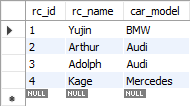 rc_id rc_name car_model
1 Yujin BMW
2 Arthur Audi
3 Adolph Audi
4 Kage Mercedes
NULL NULL NULL